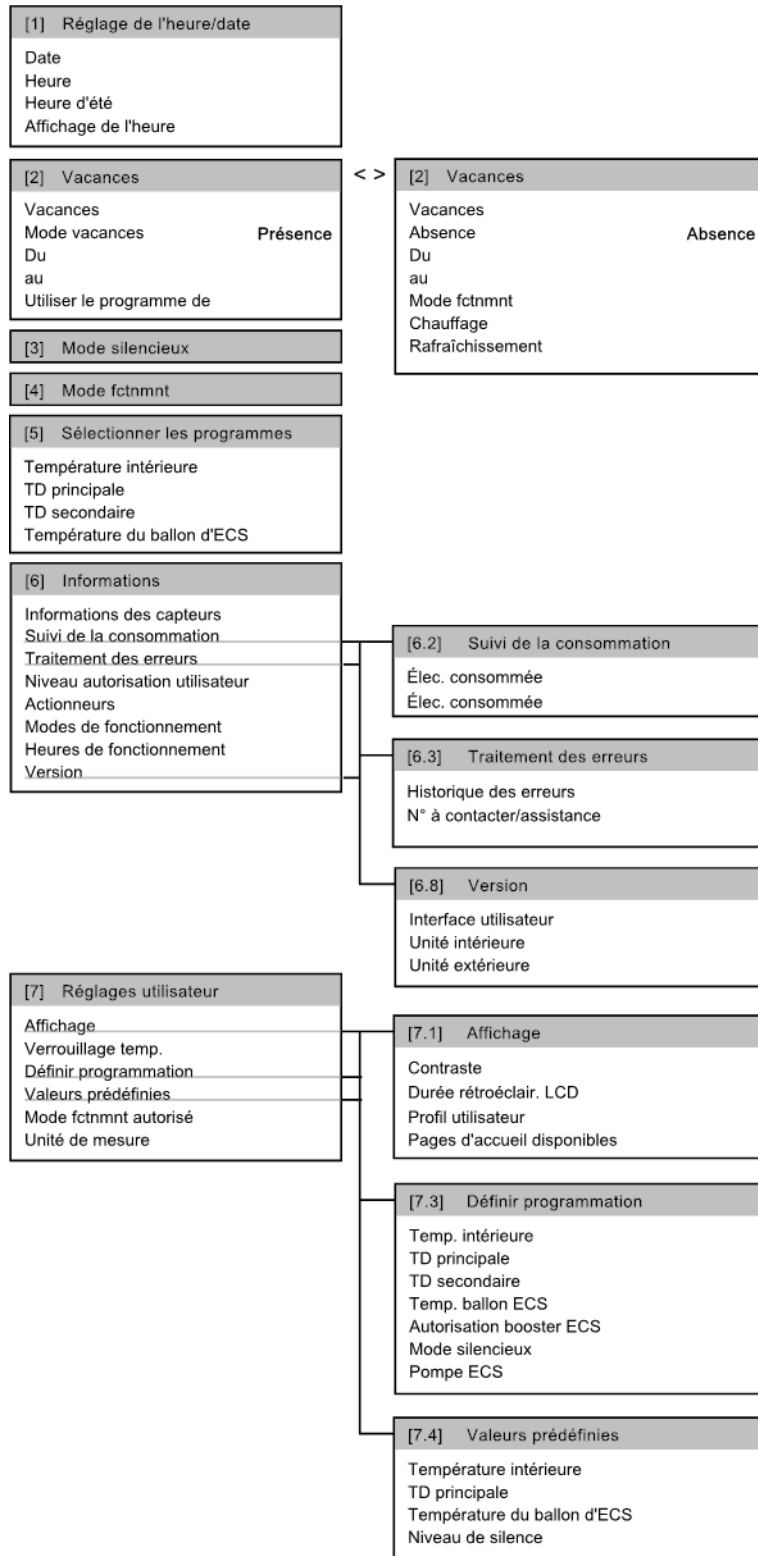 [1] Réglage de l'heure/date
Date
Heure
Heure d'été
Affichage de l'heure
[2] Vacances
Vacances
Mode vacances Présence
Du
au
Utiliser le programme de
< >
[2] Vacances
Vacances
Absence Absence
Du
au
Mode fctnmnt
Chauffage
Rafraîchissement
[3] Mode silencieux
[4] Mode fctnmnt
[5] Sélectionner les programmes
Température intérieure
TD principale
TD secondaire
Température du ballon d'ECS
[6] Informations
Informations des capteurs
Suivi de la consommation
Traitement des erreurs
Niveau autorisation utilisateur
Actionneurs
Modes de fonctionnement
Heures de fonctionnement
Version
[6.2] Suivi de la consommation
Élec. consommée
Élec. consommée
[6.3] Traitement des erreurs
Historique des erreurs
N° à contacter/assistance
[6.8] Version
Interface utilisateur
Unité intérieure
Unité extérieure
[7] Réglages utilisateur
Affichage
Verrouillage temp.
Définir programmation
Valeurs prédéfinies
Mode fctnmnt autorisé
Unité de mesure
[7.1] Affichage
Contraste
Durée rétroéclair. LCD
Profil utilisateur
Pages d'accueil disponibles
[7.3] Définir programmation
Temp. intérieure
TD principale
TD secondaire
Temp. ballon ECS
Autorisation booster ECS
Mode silencieux
Pompe ECS
[7.4] Valeurs prédéfinies
Température intérieure
TD principale
Température du ballon d'ECS
Niveau de silence